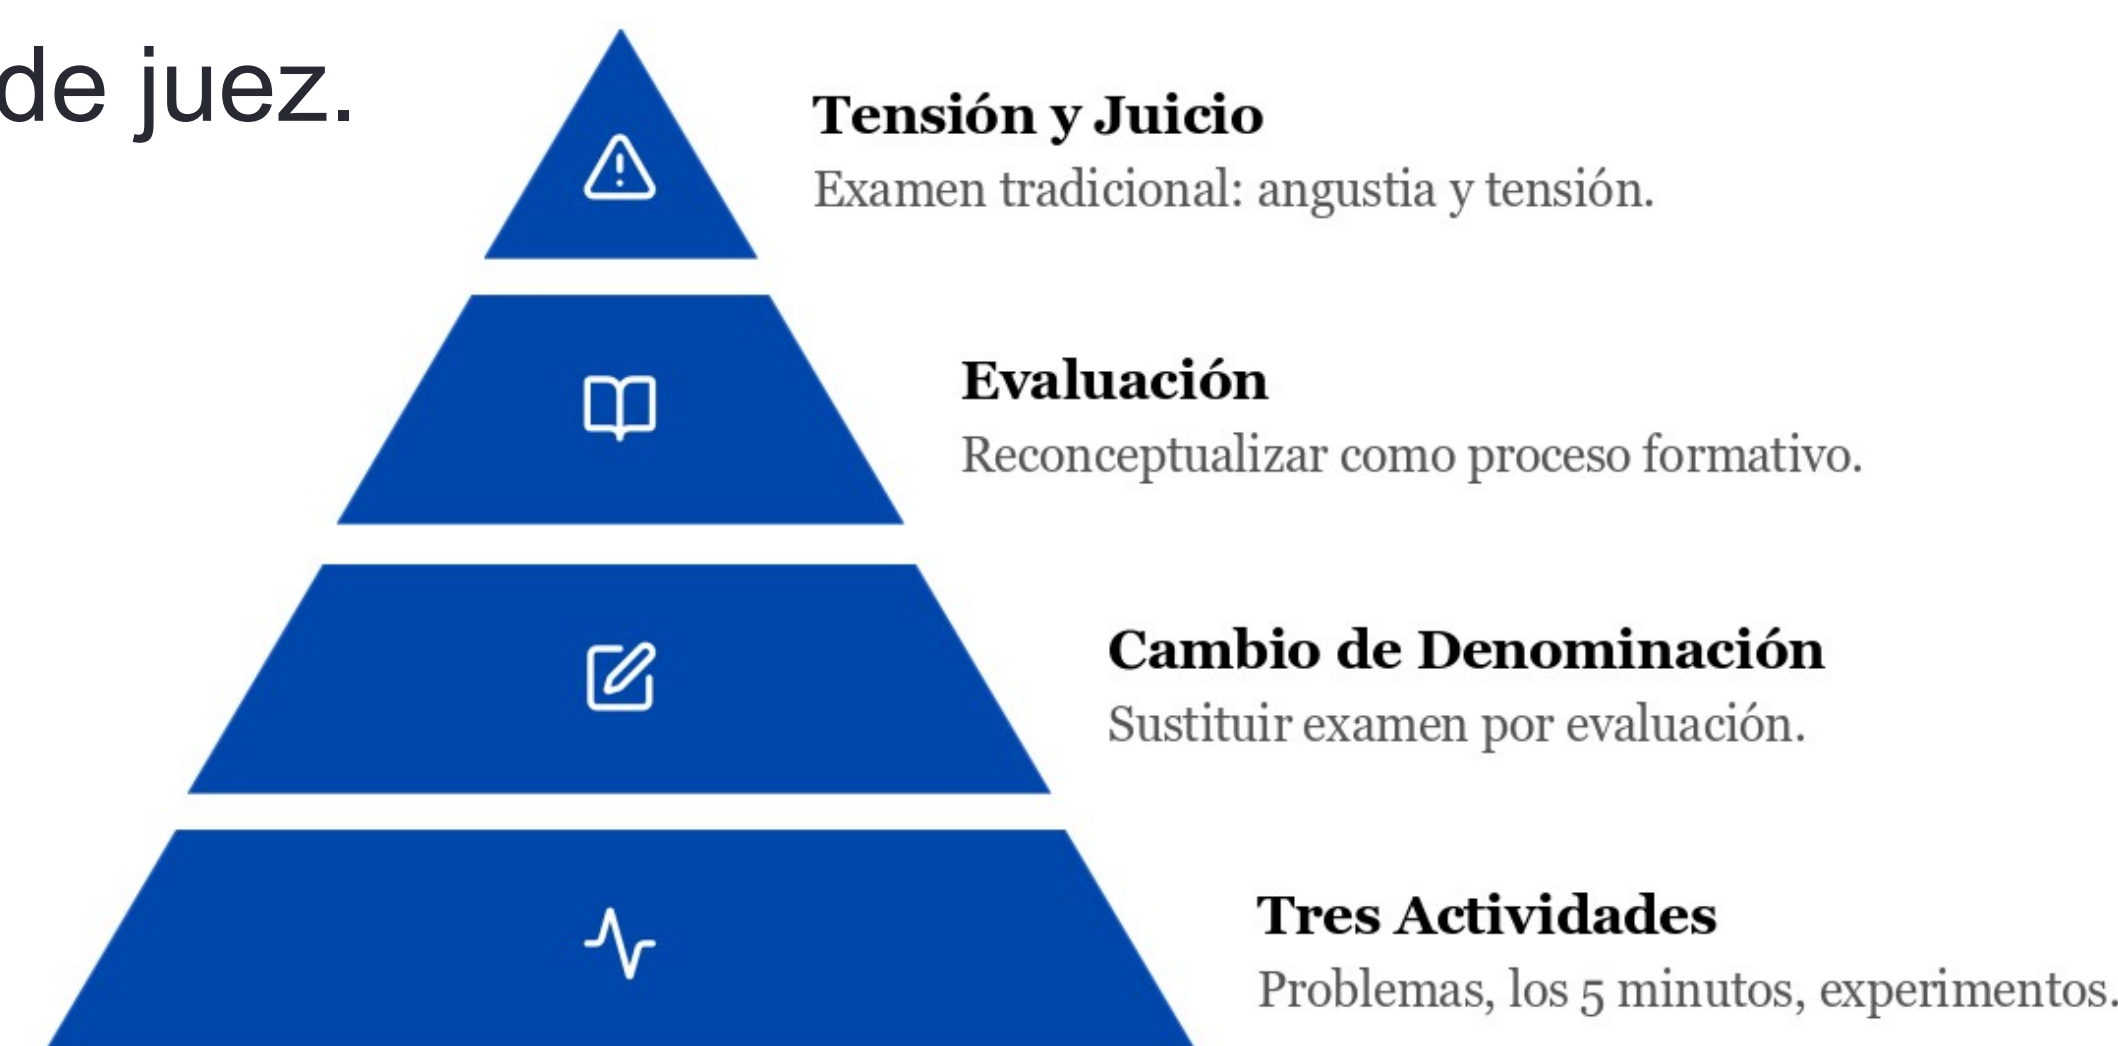 de juez.
Tensión y Juicio
Examen tradicional: angustia y tensión.
Evaluación
Reconceptualizar como proceso formativo.
Cambio de Denominación
Sustituir examen por evaluación.
Tres Actividades
Problemas, los 5 minutos, experimentos.